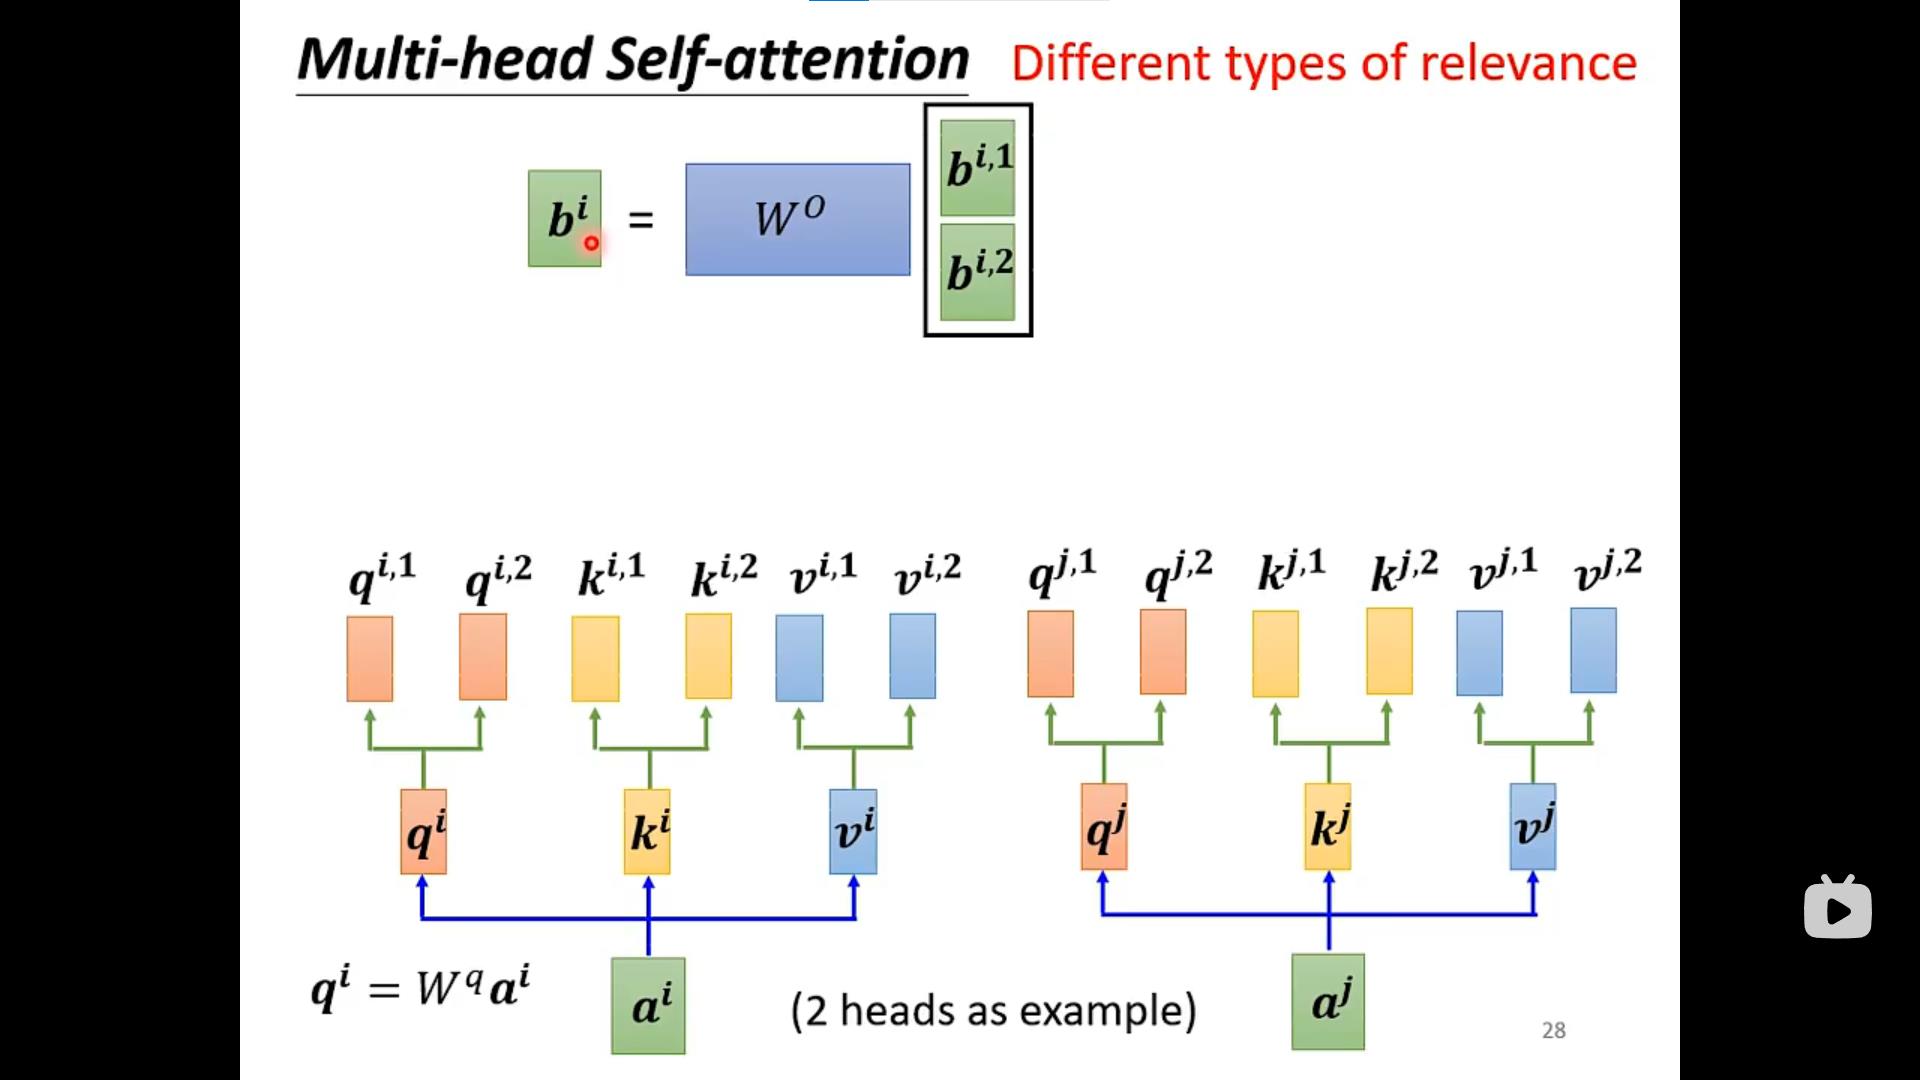 Multi-head Self-attention Different types of relevance
b^i = W^O b^{i,1}
b^{i,2}
q^{i,1} q^{i,2} k^{i,1} k^{i,2} v^{i,1} v^{i,2} q^{j,1} q^{j,2} k^{j,1} k^{j,2} v^{j,1} v^{j,2}
q^i k^i v^i q^j k^j v^j
q^i = W^q a^i a^i (2 heads as example) a^j
28